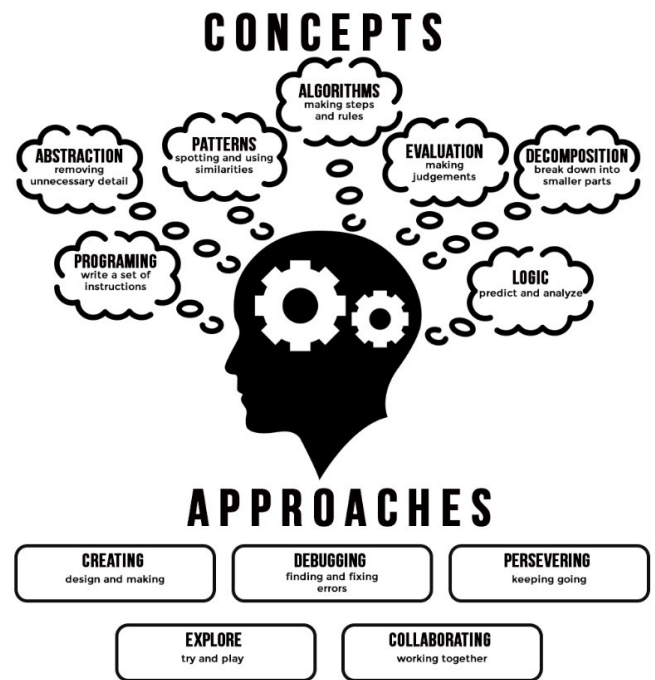 CONCEPTS
ALGORITHMS
making steps
and rules
PATTERNS
spotting and using
similarities
EVALUATION
making
judgements
ABSTRACTION
removing
unnecessary detail
DECOMPOSITION
break down into
smaller parts
PROGRAMING
write a set of
instructions
LOGIC
predict and analyze
APPROACHES
CREATING
design and making
DEBUGGING
finding and fixing
errors
PERSEVERING
keeping going
EXPLORE
try and play
COLLABORATING
working together